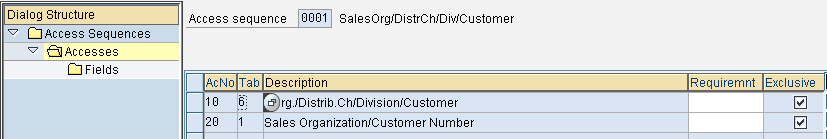 Dialog Structure
Access Sequences
Accesses
Fields
Access sequence 0001 SalesOrg/DistrCh/Div/Customer
AcNo Tab Description Requiremnt Exclusive
10 6 rg./Distrib.Ch/Division/Customer
20 1 Sales Organization/Customer Number